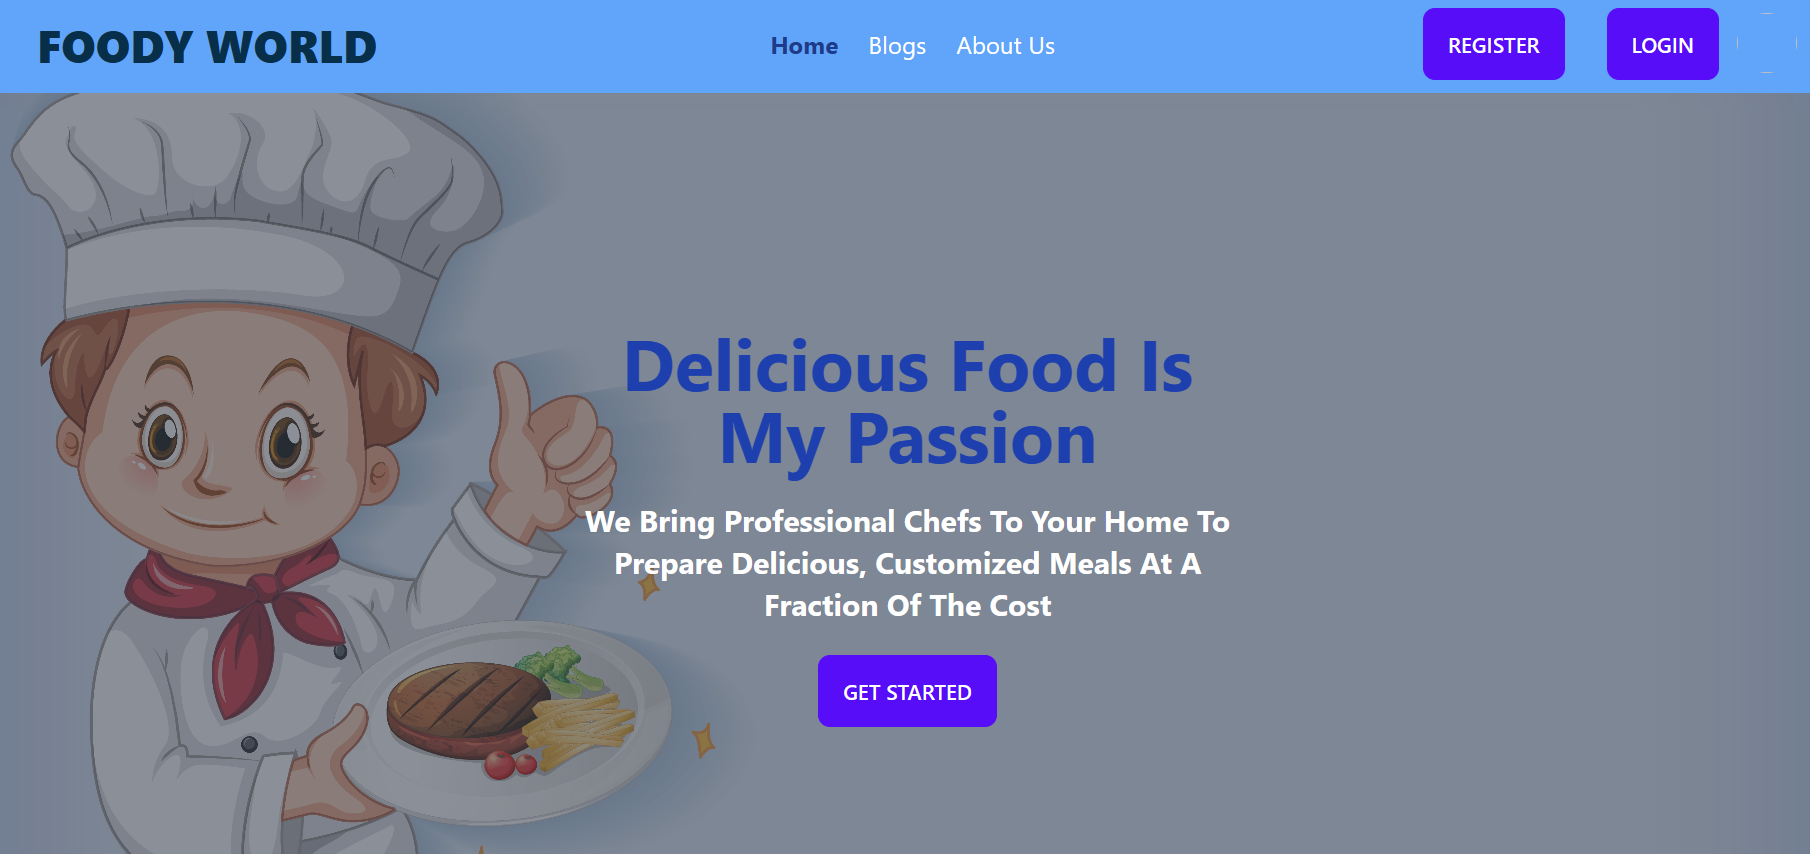 FOODY WORLD
Home Blogs About Us
REGISTER LOGIN
Delicious Food Is
My Passion
We Bring Professional Chefs To Your Home To
Prepare Delicious, Customized Meals At A
Fraction Of The Cost
GET STARTED